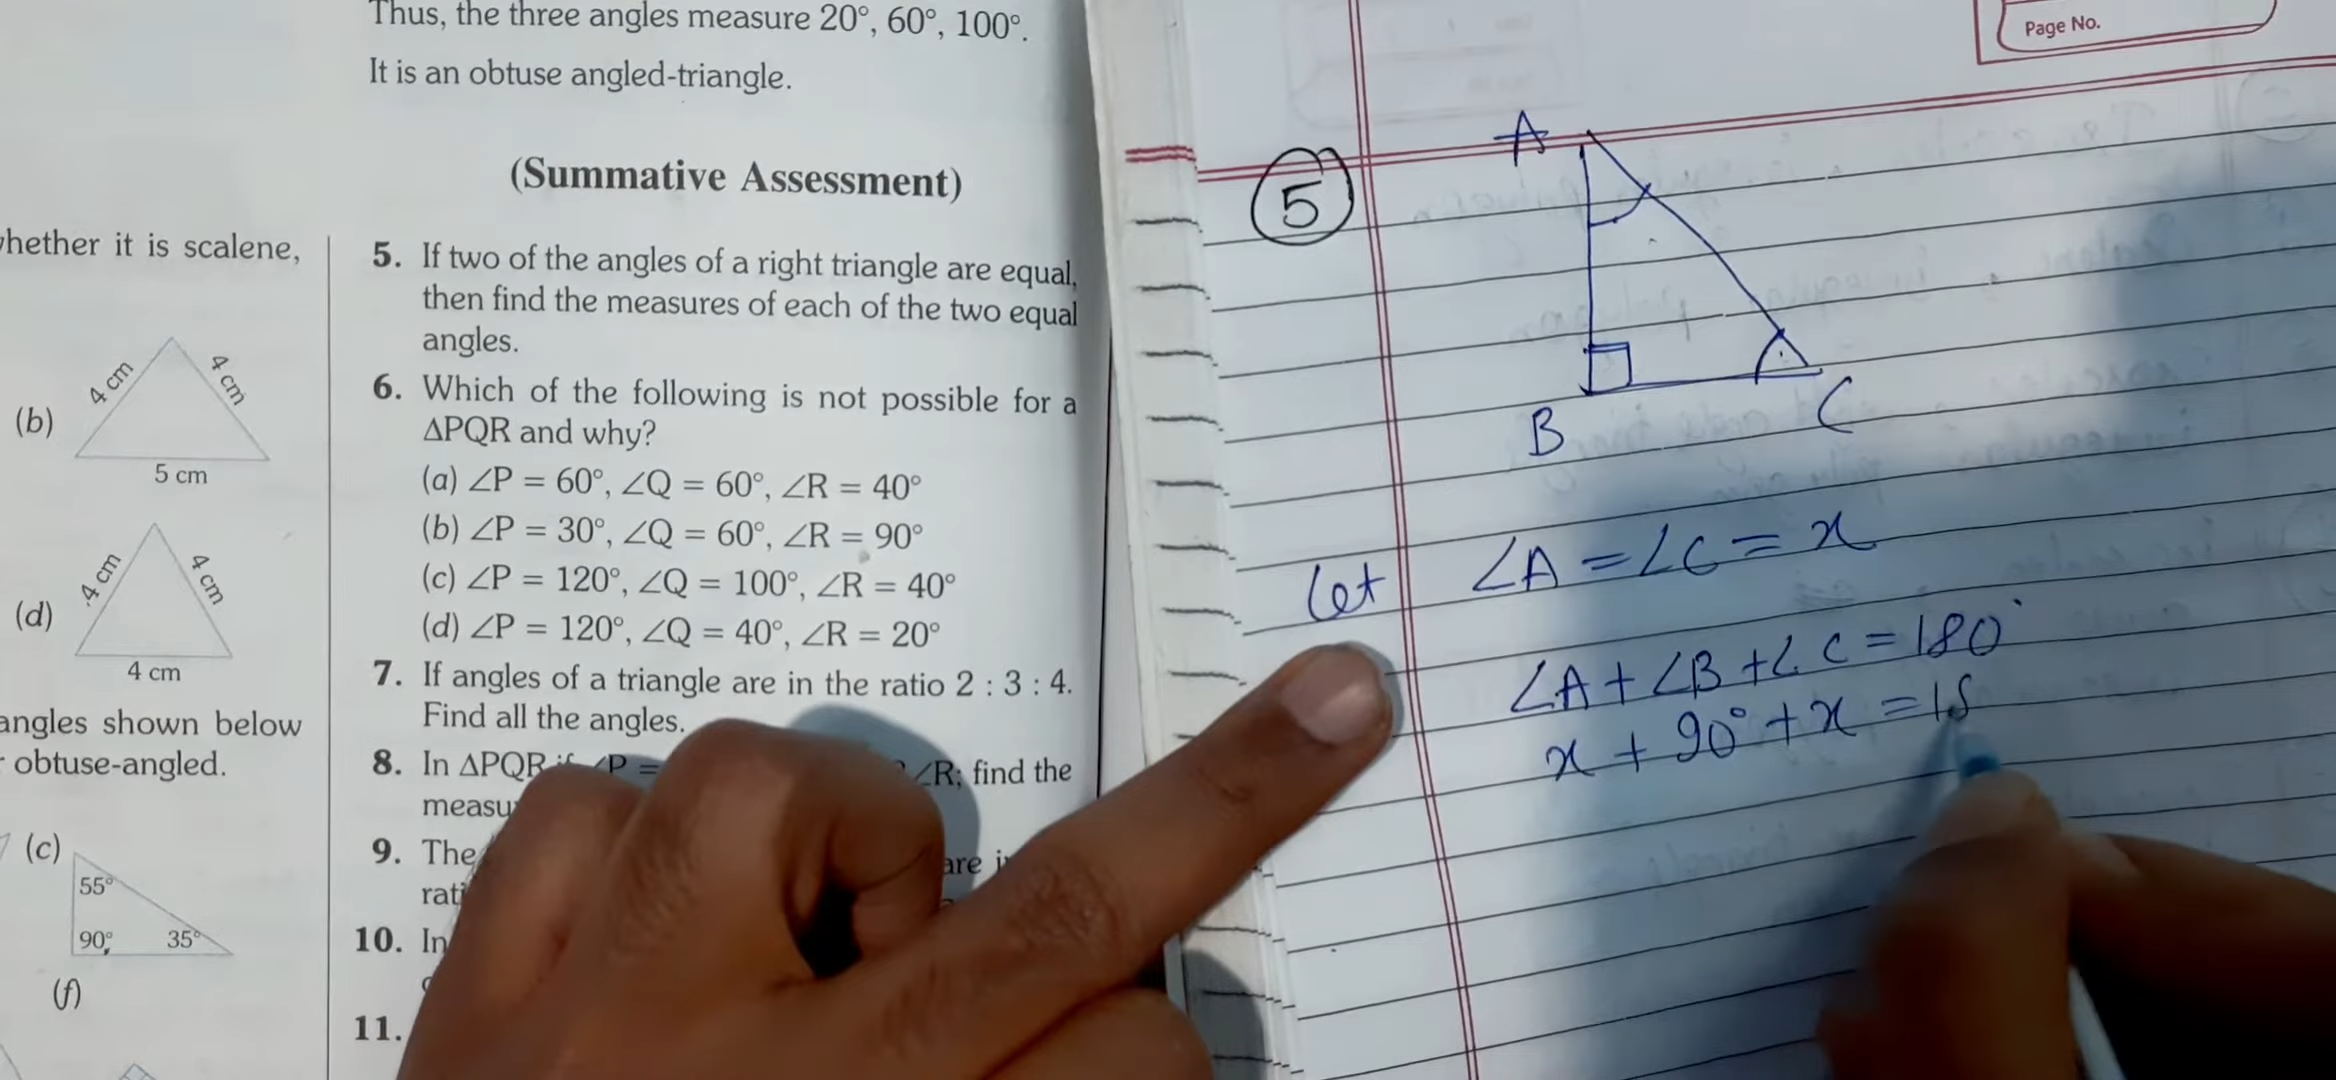 Thus, the three angles measure 20°, 60°, 100°.
It is an obtuse angled-triangle.
(Summative Assessment)
whether it is scalene,
(b)
4 cm
4 cm
5 cm
(d)
4 cm
4 cm
4 cm
angles shown below
obtuse-angled.
(c)
55°
90°
35°
(f)
5. If two of the angles of a right triangle are equal,
then find the measures of each of the two equal
angles.
6. Which of the following is not possible for a
ΔPQR and why?
(a) ∠P = 60°, ∠Q = 60°, ∠R = 40°
(b) ∠P = 30°, ∠Q = 60°, ∠R = 90°
(c) ∠P = 120°, ∠Q = 100°, ∠R = 40°
(d) ∠P = 120°, ∠Q = 40°, ∠R = 20°
7. If angles of a triangle are in the ratio 2 : 3 : 4.
Find all the angles.
8. In ΔPQR ∠P = ∠R; find the
9. The are
10. In
11.
Page No.
5
A
B
C
Let ∠A = ∠C = x
∠A + ∠B + ∠C = 180°
x + 90° + x = 18